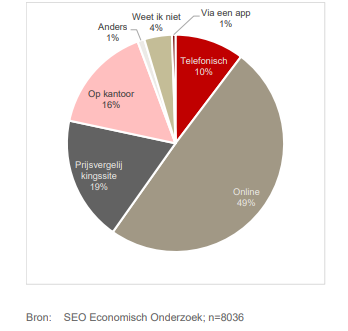 Weet ik niet
4%
Via een app
1%
Anders
1%
Telefonisch
10%
Op kantoor
16%
Prijsvergelij
kingssite
19%
Online
49%
Bron: SEO Economisch Onderzoek; n=8036